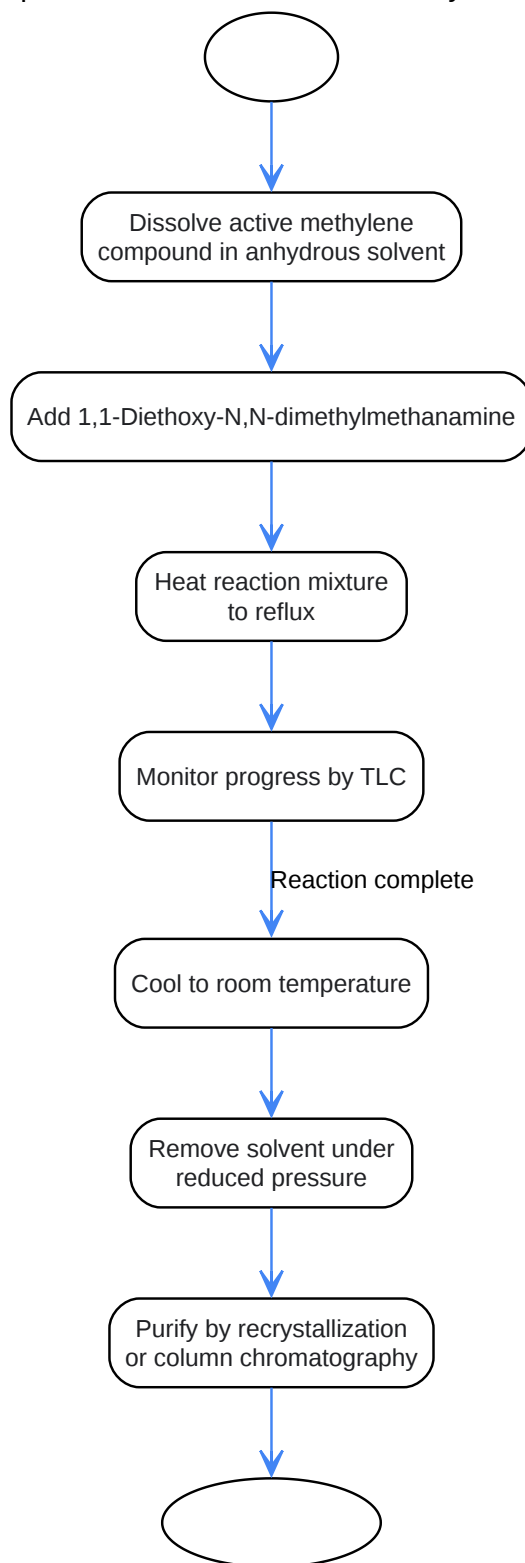 Dissolve active methylene
compound in anhydrous solvent
Add 1,1-Diethoxy-N,N-dimethylmethanamine
Heat reaction mixture
to reflux
Monitor progress by TLC
Reaction complete
Cool to room temperature
Remove solvent under
reduced pressure
Purify by recrystallization
or column chromatography